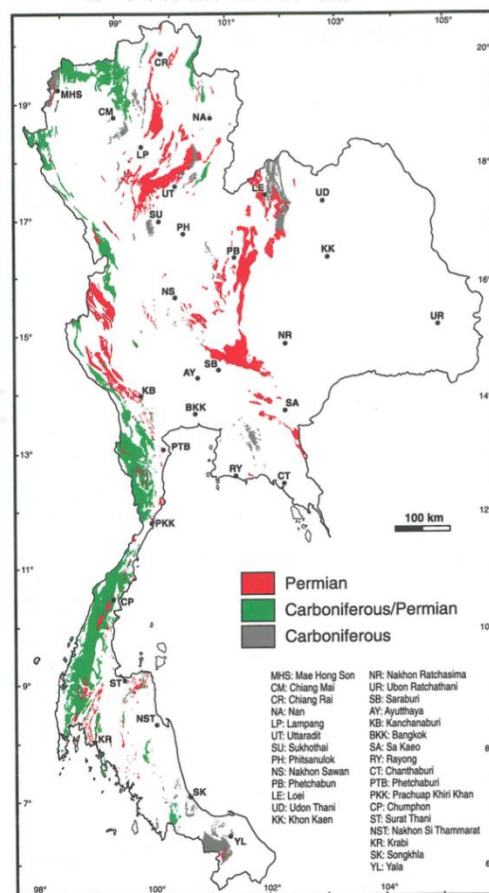 99°
101°
103°
105°
20°
CR
19°
MHS
CM
NA
LP
18°
UT
LE
UD
17°
SU
PH
PB
KK
16°
NS
UR
15°
NR
SB
AY
KB
14°
BKK
SA
13°
PTB
RY
CT
12°
PKK
100 km
11°
Permian
CP
Carboniferous/Permian
10°
Carboniferous
9°
ST
NST
KR
8
SK
7°
YL
6
98°
100
102
104
MHS: Mae Hong Son
CM: Chiang Mai
CR: Chiang Rai
NA: Nan
LP: Lampang
UT: Uttaradit
SU: Sukhothai
PH: Phitsanulok
NS: Nakhon Sawan
PB: Phetchabun
LE: Loei
UD: Udon Thani
KK: Khon Kaen
NR: Nakhon Ratchasima
UR: Ubon Ratchathani
SB: Saraburi
AY: Ayutthaya
KB: Kanchanaburi
BKK: Bangkok
SA: Sa Kaeo
RY: Rayong
CT: Chanthaburi
PTB: Phetchaburi
PKK: Prachuap Khiri Khan
CP: Chumphon
ST: Surat Thani
NST: Nakhon Si Thammarat
KR: Krabi
SK: Songkhla
YL: Yala